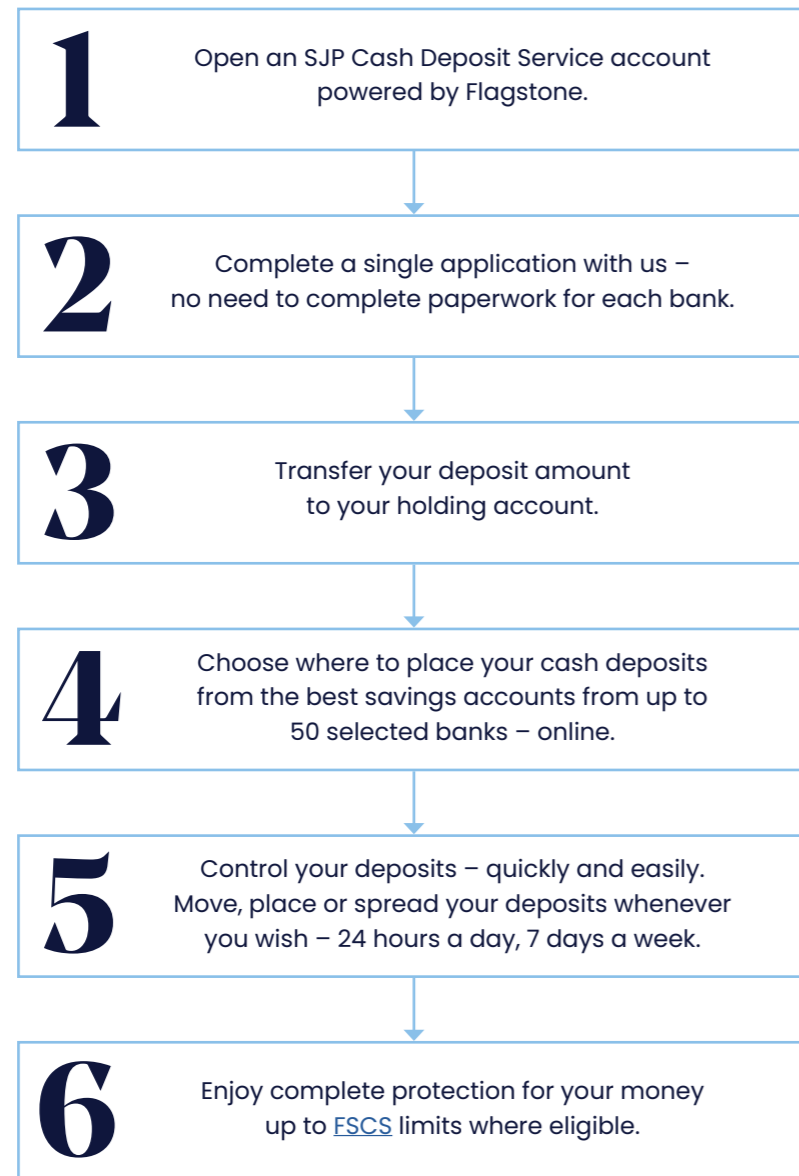 1
Open an SJP Cash Deposit Service account
powered by Flagstone.
2
Complete a single application with us –
no need to complete paperwork for each bank.
3
Transfer your deposit amount
to your holding account.
4
Choose where to place your cash deposits
from the best savings accounts from up to
50 selected banks – online.
5
Control your deposits – quickly and easily.
Move, place or spread your deposits whenever
you wish – 24 hours a day, 7 days a week.
6
Enjoy complete protection for your money
up to FSCS limits where eligible.